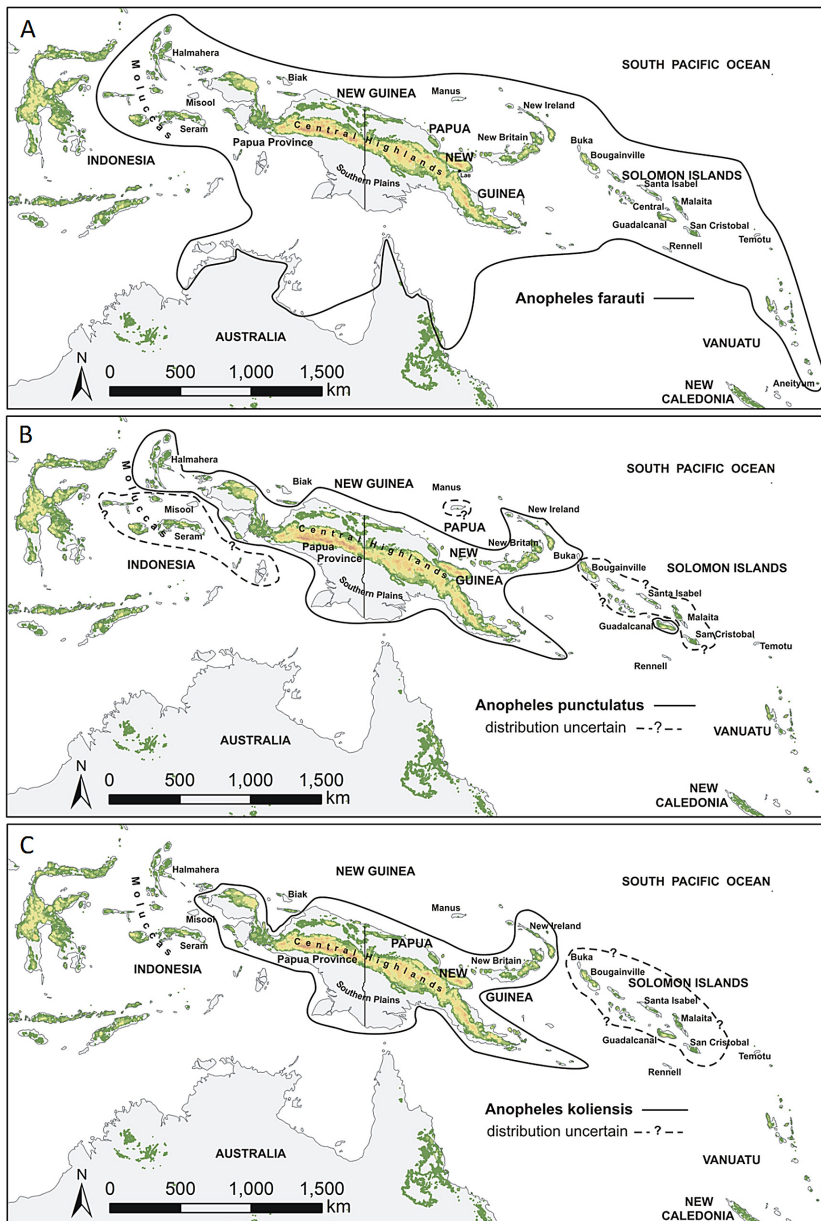 A
Halmahera
Moluccas
Misool
Seram
INDONESIA
Biak
NEW GUINEA
Manus
SOUTH PACIFIC OCEAN
New Ireland
PAPUA
New Britain
NEW
Central Highlands
Papua Province
Southern Plains
Lae
GUINEA
Buka
Bougainville
SOLOMON ISLANDS
Santa Isabel
Central
Malaita
Guadalcanal
San Cristobal
Rennell
Temotu
Anopheles farauti
AUSTRALIA
VANUATU
NEW
CALEDONIA
Aneityum
N
0 500 1,000 1,500
km
B
Halmahera
Moluccas
Misool
?
Seram
?
INDONESIA
Biak
NEW GUINEA
Manus
?
SOUTH PACIFIC OCEAN
New Ireland
PAPUA
New Britain
NEW
Central Highlands
Papua
Province
Southern Plains
GUINEA
Buka
Bougainville
?
SOLOMON ISLANDS
?
Santa Isabel
Malaita
Guadalcanal
San Cristobal
?
Rennell
Temotu
Anopheles punctulatus
distribution uncertain - -?- -
AUSTRALIA
VANUATU
NEW
CALEDONIA
N
0 500 1,000 1,500
km
C
Halmahera
Moluccas
Misool
Seram
INDONESIA
Biak
NEW GUINEA
Manus
SOUTH PACIFIC OCEAN
New Ireland
PAPUA
New Britain
NEW
Central Highlands
Papua Province
Southern Plains
GUINEA
?
Buka
Bougainville
SOLOMON ISLANDS
?
Santa Isabel
Malaita
?
Guadalcanal
San Cristobal
Rennell
Temotu
Anopheles koliensis
distribution uncertain - - ? - -
AUSTRALIA
VANUATU
NEW
N
0 500 1,000 1,500
km